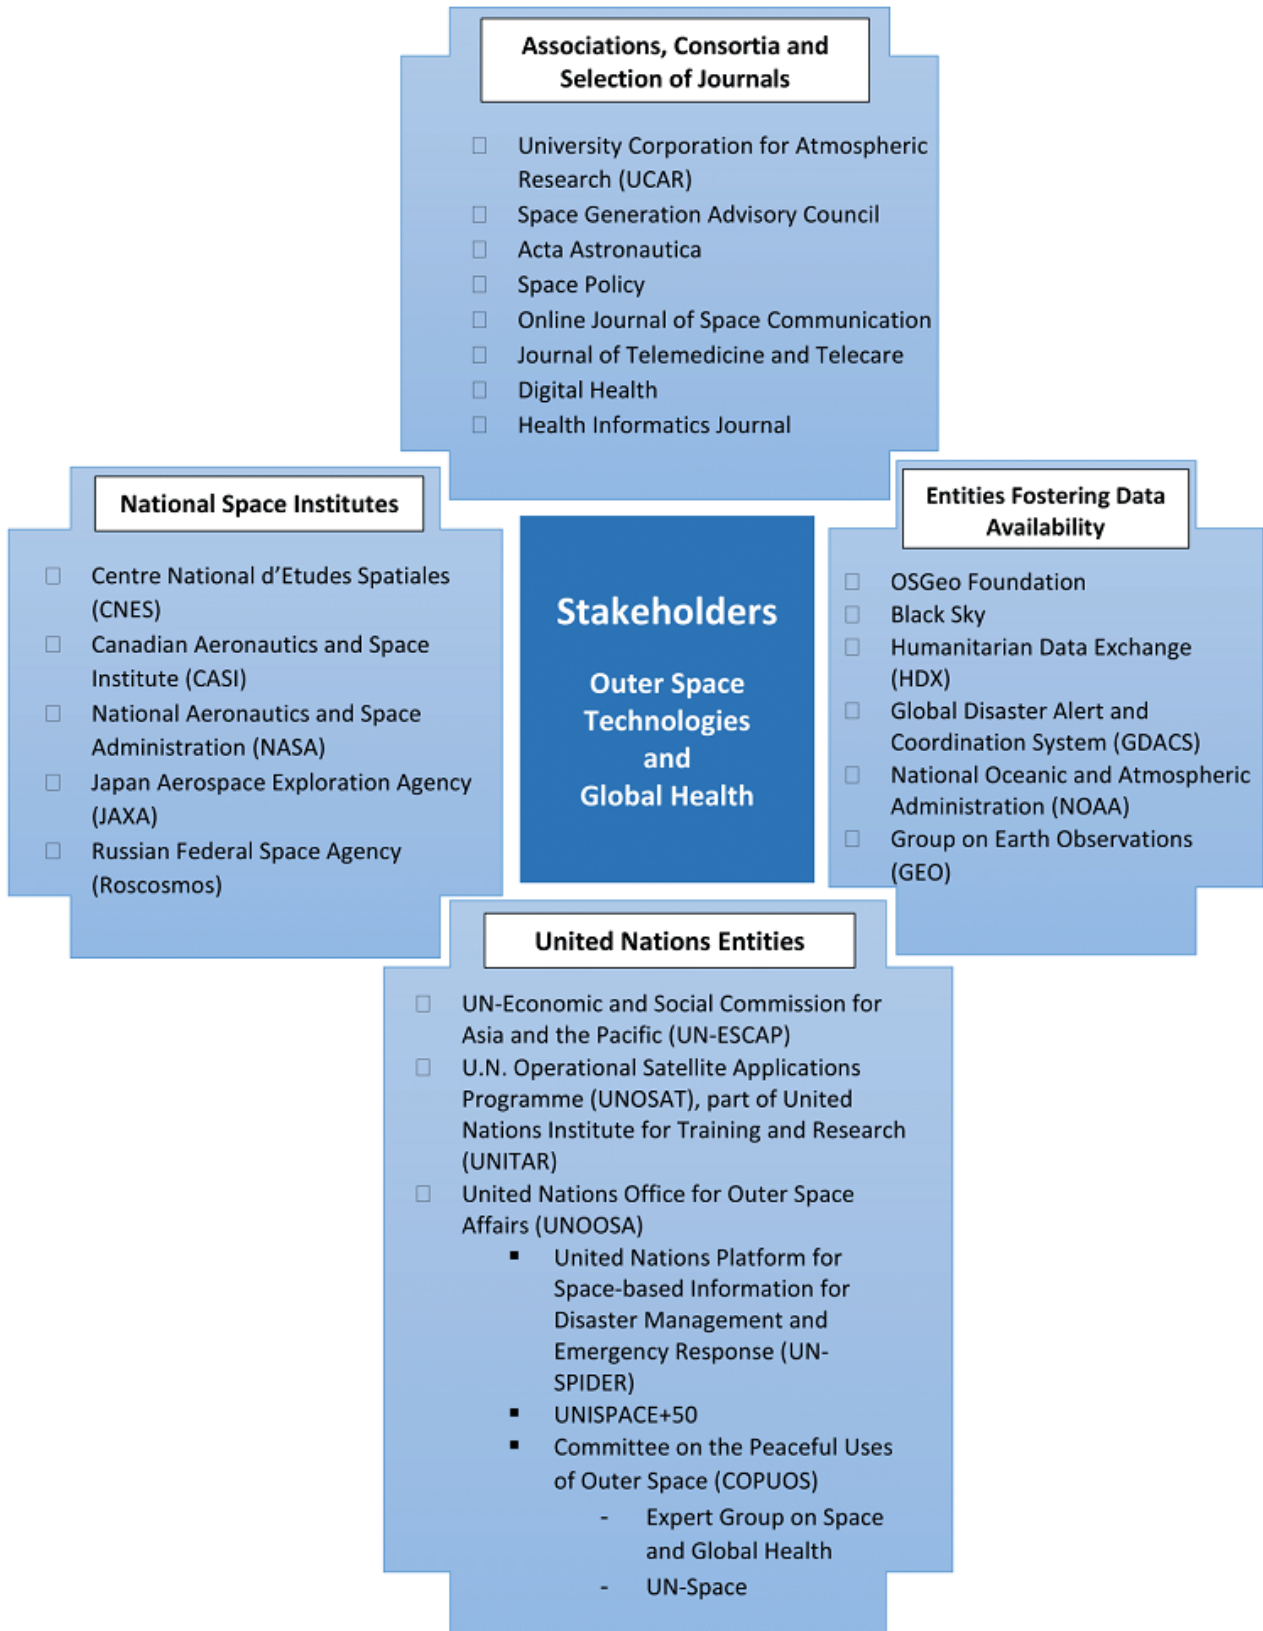 Associations, Consortia and
Selection of Journals
University Corporation for Atmospheric
Research (UCAR)
Space Generation Advisory Council
Acta Astronautica
Space Policy
Online Journal of Space Communication
Journal of Telemedicine and Telecare
Digital Health
Health Informatics Journal
National Space Institutes
Centre National d’Etudes Spatiales
(CNES)
Canadian Aeronautics and Space
Institute (CASI)
National Aeronautics and Space
Administration (NASA)
Japan Aerospace Exploration Agency
(JAXA)
Russian Federal Space Agency
(Roscosmos)
Stakeholders
Outer Space
Technologies
and
Global Health
Entities Fostering Data
Availability
OSGeo Foundation
Black Sky
Humanitarian Data Exchange
(HDX)
Global Disaster Alert and
Coordination System (GDACS)
National Oceanic and Atmospheric
Administration (NOAA)
Group on Earth Observations
(GEO)
United Nations Entities
UN-Economic and Social Commission for
Asia and the Pacific (UN-ESCAP)
U.N. Operational Satellite Applications
Programme (UNOSAT), part of United
Nations Institute for Training and Research
(UNITAR)
United Nations Office for Outer Space
Affairs (UNOOSA)
▪ United Nations Platform for
Space-based Information for
Disaster Management and
Emergency Response (UN-
SPIDER)
▪ UNISPACE+50
▪ Committee on the Peaceful Uses
of Outer Space (COPUOS)
- Expert Group on Space
and Global Health
- UN-Space